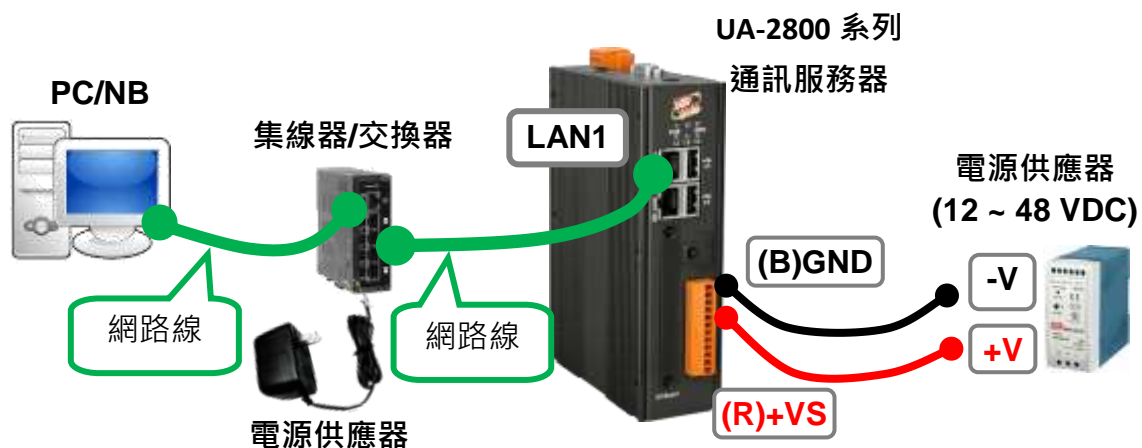 UA-2800 系列
通訊服務器
PC/NB
集線器/交換器
LAN1
電源供應器
(12 ~ 48 VDC)
(B)GND
-V
網路線
網路線
+V
(R)+VS
電源供應器